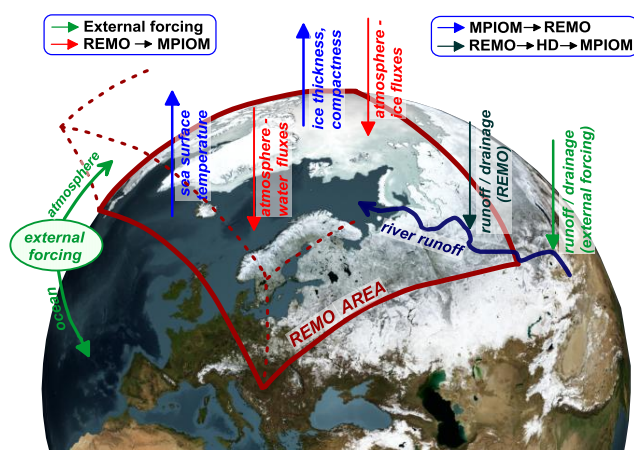 External forcing
REMO → MPIOM
MPIOM → REMO
REMO → HD → MPIOM
sea surface
temperature
atmosphere -
water fluxes
ice thickness,
compactness
atmosphere -
ice fluxes
runoff / drainage
(REMO)
runoff / drainage
(external forcing)
atmosphere
external
forcing
ocean
river runoff
REMO AREA